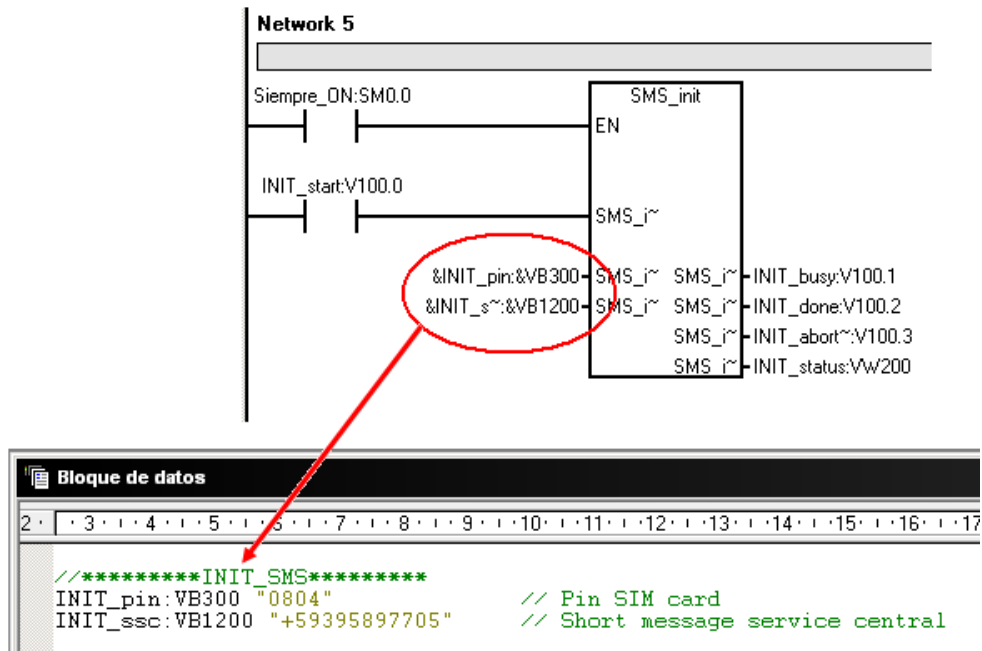 Network 5
Siempre_ON:SM0.0
SMS_init
EN
INIT_start:V100.0
SMS_i~
&INIT_pin:&VB300 SMS_i~ SMS_i~ INIT_busy:V100.1
&INIT_s~:&VB1200 SMS_i~ SMS_i~ INIT_done:V100.2
SMS_i~ INIT_abort~:V100.3
SMS_i~ INIT_status:VW200
Bloque de datos
2 · 3 · 4 · 5 · 6 · 7 · 8 · 9 · 10 · 11 · 12 · 13 · 14 · 15 · 16 · 17
//*********INIT_SMS*********
INIT_pin:VB300 "0804" // Pin SIM card
INIT_ssc:VB1200 "+59395897705" // Short message service central